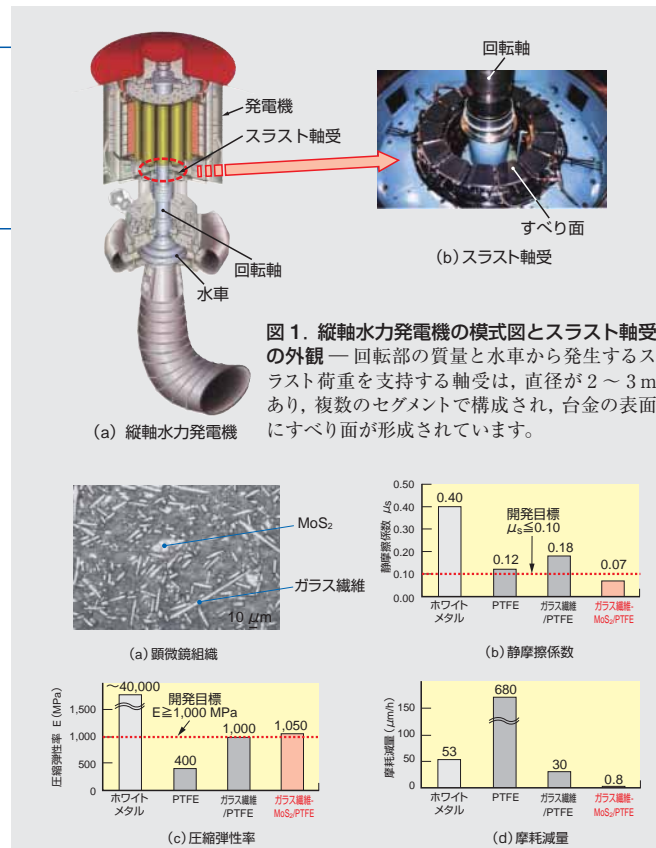 発電機
スラスト軸受
回転軸
水車
(a) 縦軸水力発電機
回転軸
すべり面
(b) スラスト軸受
図1. 縦軸水力発電機の模式図とスラスト軸受
の外観 — 回転部の質量と水車から発生するス
ラスト荷重を支持する軸受は, 直径が2〜3m
あり, 複数のセグメントで構成され, 台金の表面
にすべり面が形成されています。
MoS₂
ガラス繊維
10 μm
(a) 顕微鏡組織
静摩擦係数 μs
0.50
0.40
0.30
0.20
0.10
0.00
0.40
0.12
0.18
0.07
開発目標
μs≦0.10
ホワイト
メタル
PTFE
ガラス繊維
/PTFE
ガラス繊維-
MoS₂/PTFE
(b) 静摩擦係数
圧縮弾性率 E (MPa)
1,500
1,000
500
0
〜40,000
400
1,000
1,050
開発目標
E≧1,000 MPa
ホワイト
メタル
PTFE
ガラス繊維
/PTFE
ガラス繊維-
MoS₂/PTFE
(c) 圧縮弾性率
摩耗減量 (μm/h)
150
100
50
0
53
680
30
0.8
ホワイト
メタル
PTFE
ガラス繊維
/PTFE
ガラス繊維-
MoS₂/PTFE
(d) 摩耗減量